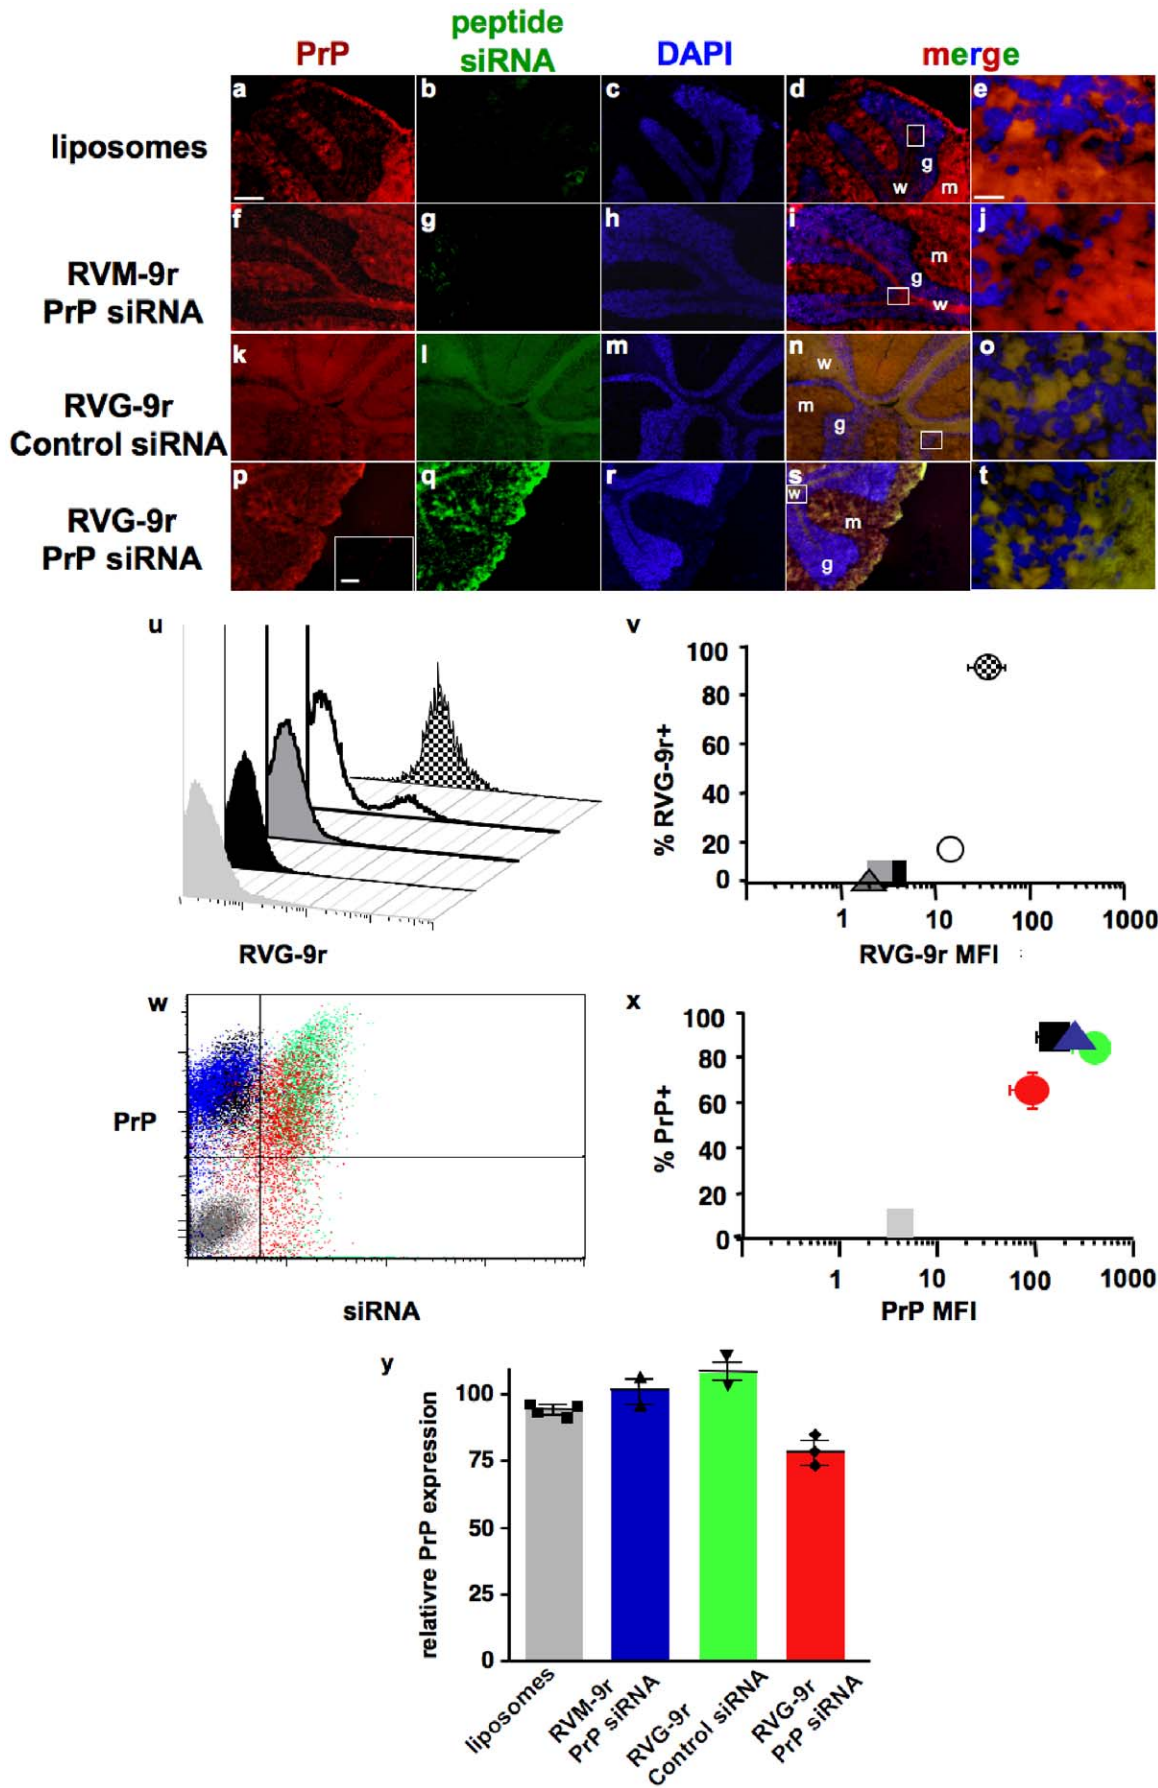 PrP
peptide
siRNA
DAPI
merge
liposomes
a
b
c
d
g
w
m
e
RVM-9r
PrP siRNA
f
g
h
i
m
g
w
j
RVG-9r
Control siRNA
k
l
m
n
w
m
g
o
RVG-9r
PrP siRNA
p
q
r
s
w
m
g
t
u
RVG-9r
v
100
80
60
40
20
0
% RVG-9r+
1
10
100
1000
RVG-9r MFI
w
PrP
siRNA
x
100
80
60
40
20
0
% PrP+
1
10
100
1000
PrP MFI
y
relativre PrP expression
100
75
50
25
0
liposomes
RVM-9r
PrP siRNA
RVG-9r
Control siRNA
RVG-9r
PrP siRNA